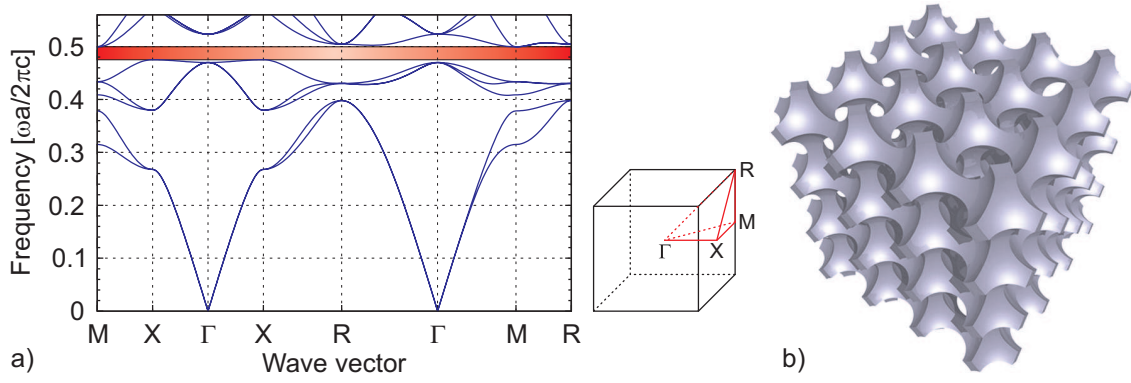 Frequency [ωa/2πc]
0.5
0.4
0.3
0.2
0.1
0
M X Γ X R Γ M R
Wave vector
a)
R
M
Γ X
b)